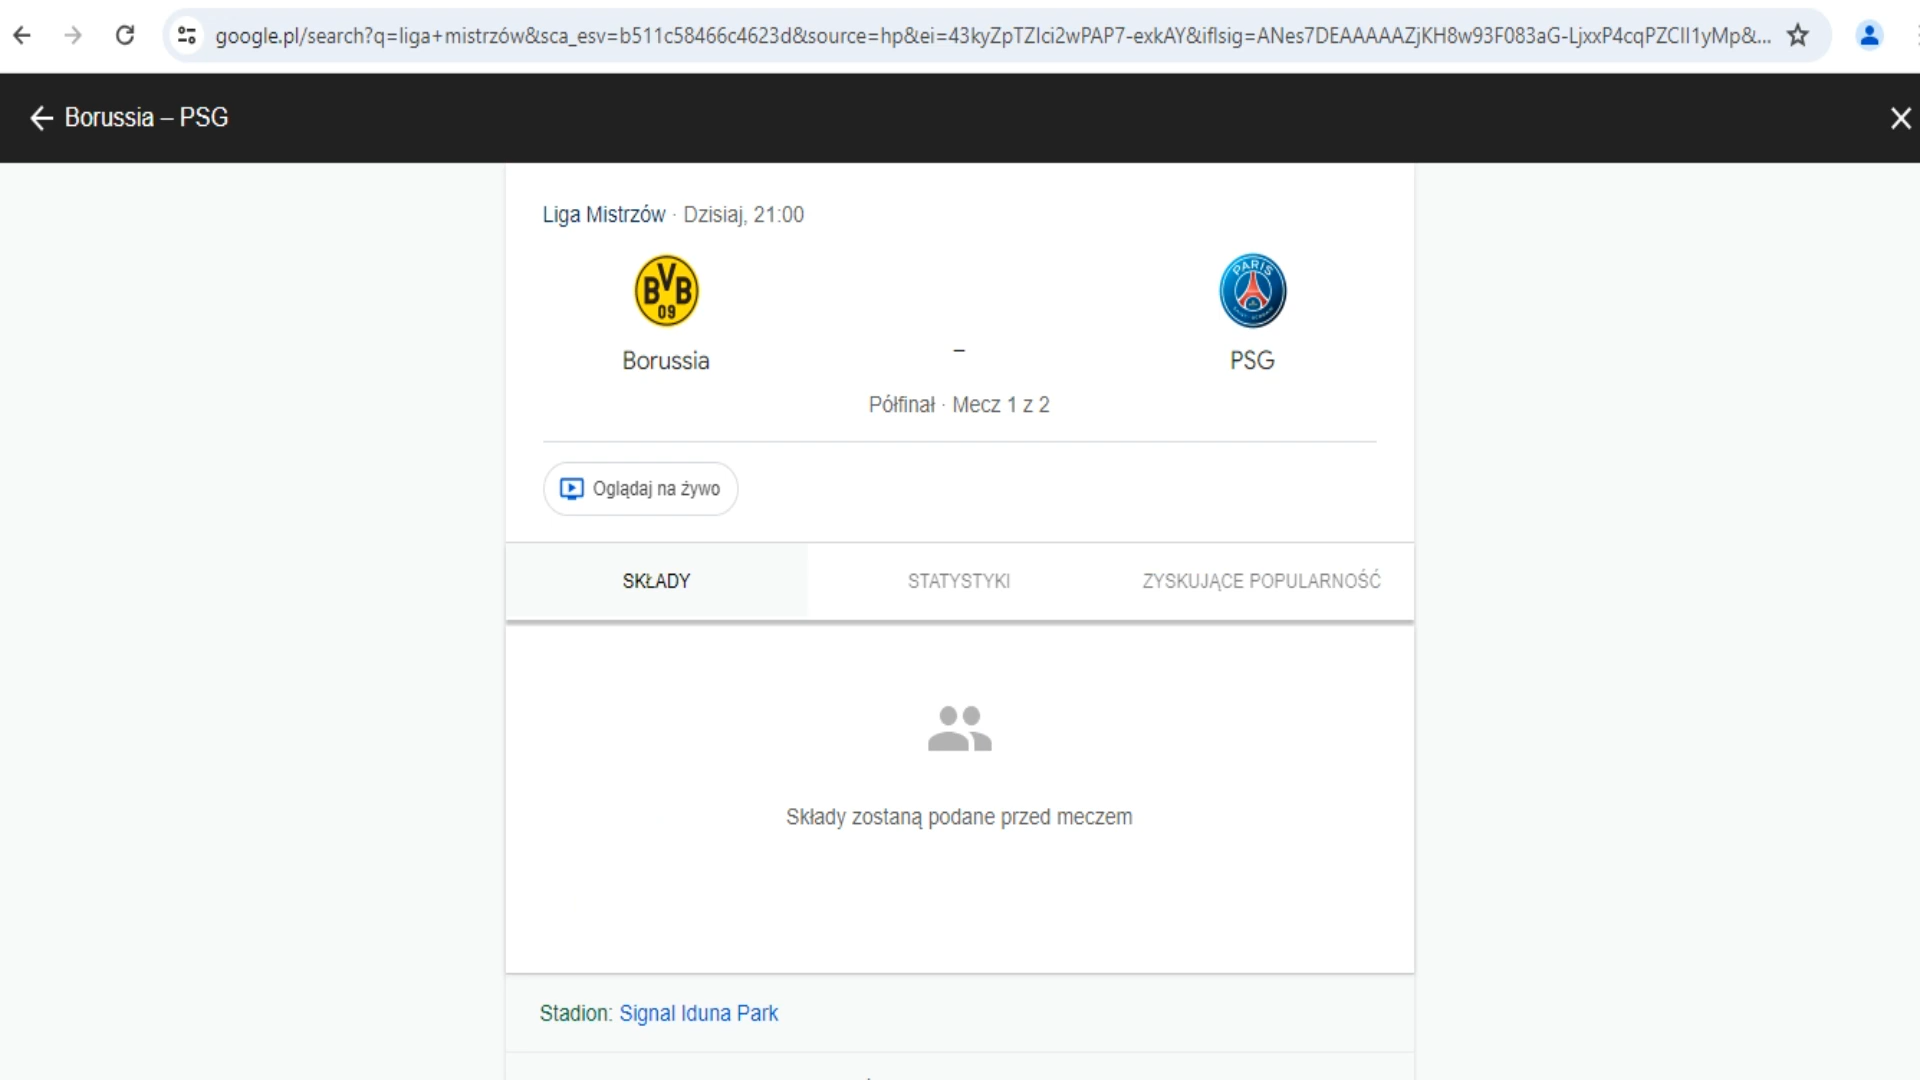 google.pl/search?q=liga+mistrzów&sca_esv=b511c58466c4623d&source=hp&ei=43kyZpTZIci2wPAP7-exkAY&iflsig=ANes7DEAAAAAZjKH8w93F083aG-LjxxP4cqPZCII1yMp&...
Borussia – PSG
Liga Mistrzów · Dzisiaj, 21:00
BVB 09
PARIS
Borussia – PSG
Półfinał · Mecz 1 z 2
Oglądaj na żywo
SKŁADY STATYSTYKI ZYSKUJĄCE POPULARNOŚĆ
Składy zostaną podane przed meczem
Stadion: Signal Iduna Park